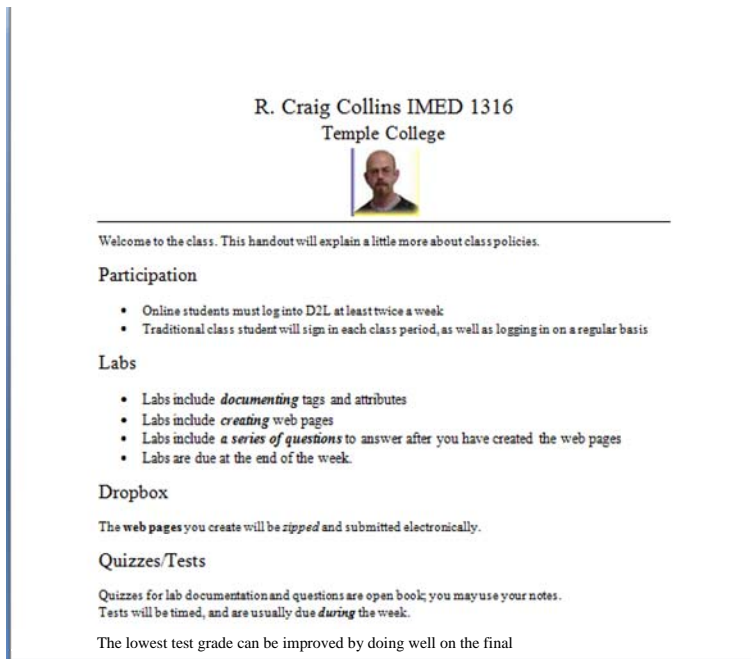 R. Craig Collins IMED 1316
Temple College
Welcome to the class. This handout will explain a little more about class policies.
Participation
• Online students must log into D2L at least twice a week
• Traditional class student will sign in each class period, as well as logging in on a regular basis
Labs
• Labs include documenting tags and attributes
• Labs include creating web pages
• Labs include a series of questions to answer after you have created the web pages
• Labs are due at the end of the week.
Dropbox
The web pages you create will be zipped and submitted electronically.
Quizzes/Tests
Quizzes for lab documentation and questions are open book; you may use your notes.
Tests will be timed, and are usually due during the week.
The lowest test grade can be improved by doing well on the final